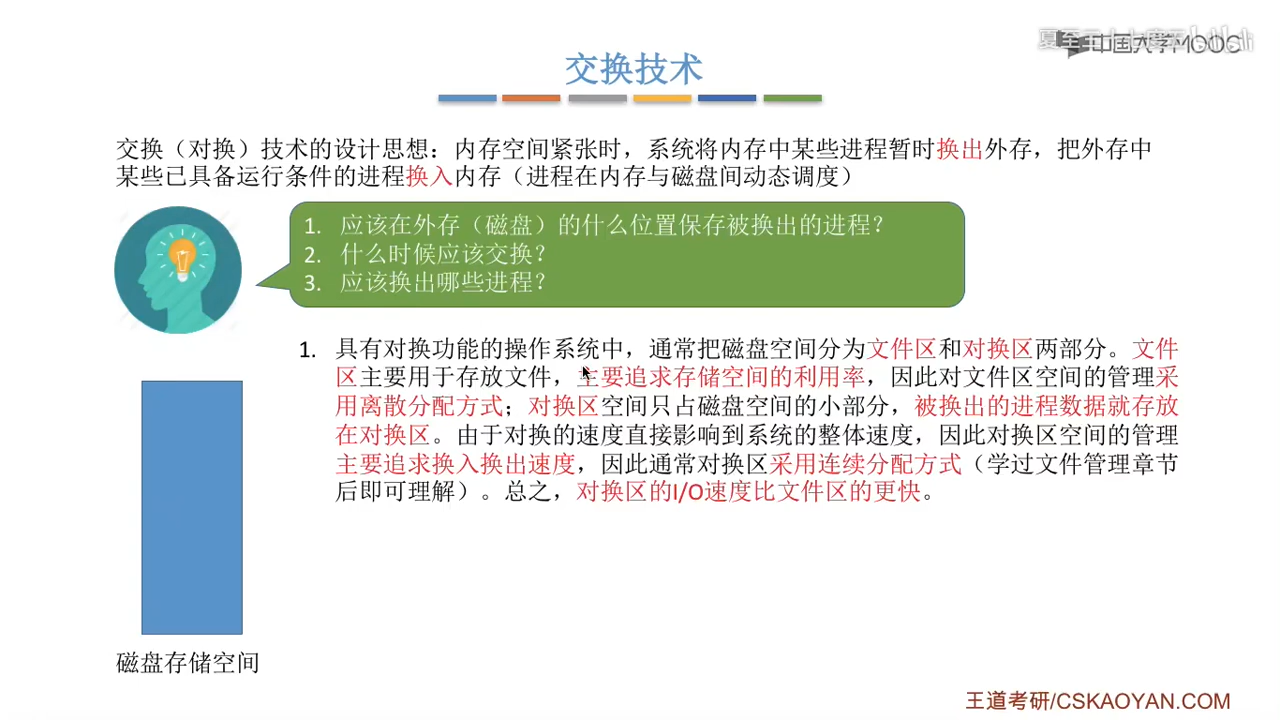 中国大学MOOC
交换技术
交换（对换）技术的设计思想：内存空间紧张时，系统将内存中某些进程暂时换出外存，把外存中
某些已具备运行条件的进程换入内存（进程在内存与磁盘间动态调度）
1. 应该在外存（磁盘）的什么位置保存被换出的进程？
2. 什么时候应该交换？
3. 应该换出哪些进程？
1. 具有对换功能的操作系统中，通常把磁盘空间分为文件区和对换区两部分。文件
区主要用于存放文件，主要追求存储空间的利用率，因此对文件区空间的管理采
用离散分配方式；对换区空间只占磁盘空间的小部分，被换出的进程数据就存放
在对换区。由于对换的速度直接影响到系统的整体速度，因此对换区空间的管理
主要追求换入换出速度，因此通常对换区采用连续分配方式（学过文件管理章节
后即可理解）。总之，对换区的I/O速度比文件区的更快。
磁盘存储空间
王道考研/CSKAOYAN.COM